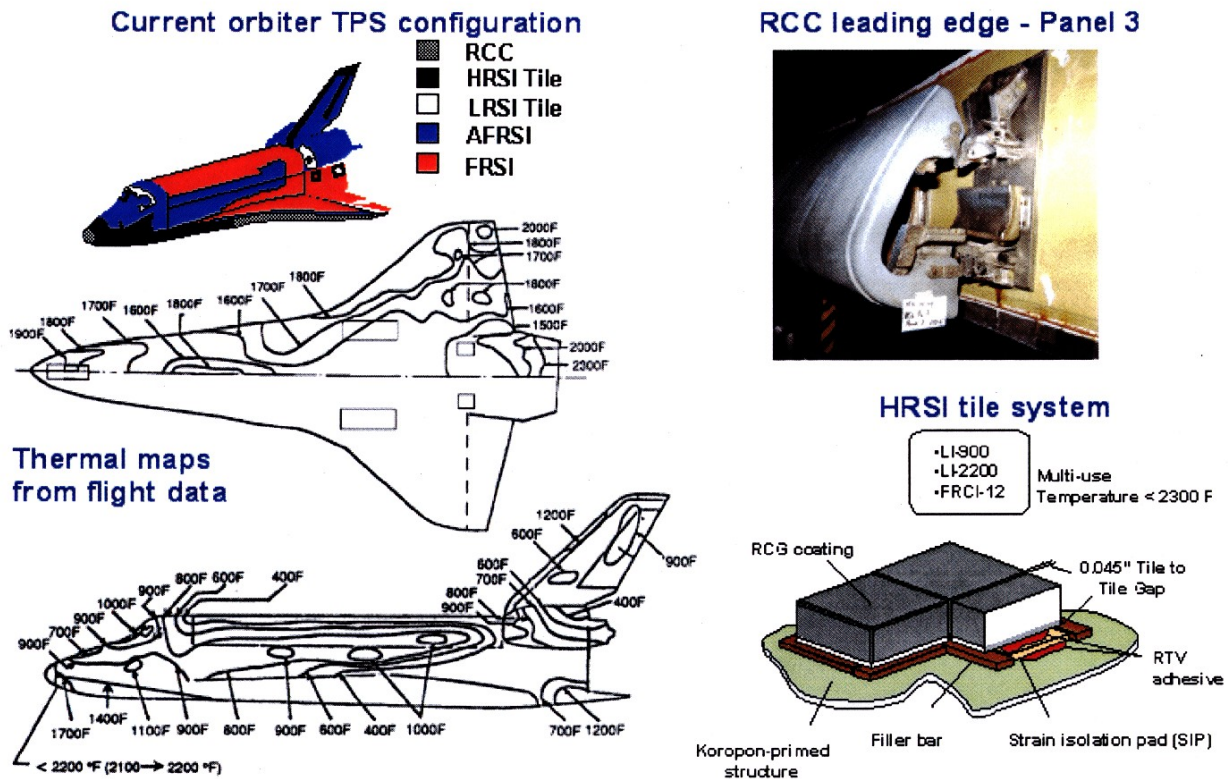 Current orbiter TPS configuration
RCC
HRSI Tile
LRSI Tile
AFRSI
FRSI
2000F
1800F
1700F
1800F
1700F
1800F
1600F
1800F
1600F
1700F
1800F
1900F
1600F
1500F
2000F
2300F
Thermal maps
from flight data
1200F
600F
900F
600F
700F
800F
900F
400F
400F
600F
800F
900F
1000F
900F
700F
900F
1700F
1400F
1100F
900F
800F
900F
600F
400F
1000F
700F
1200F
< 2200 °F (2100→ 2200 °F)
RCC leading edge - Panel 3
HRSI tile system
•LI-900
•LI-2200
•FRCI-12
Multi-use
Temperature < 2300 F
RCG coating
0.045" Tile to
Tile Gap
RTV
adhesive
Koropon-primed
structure
Filler bar
Strain isolation pad (SIP)